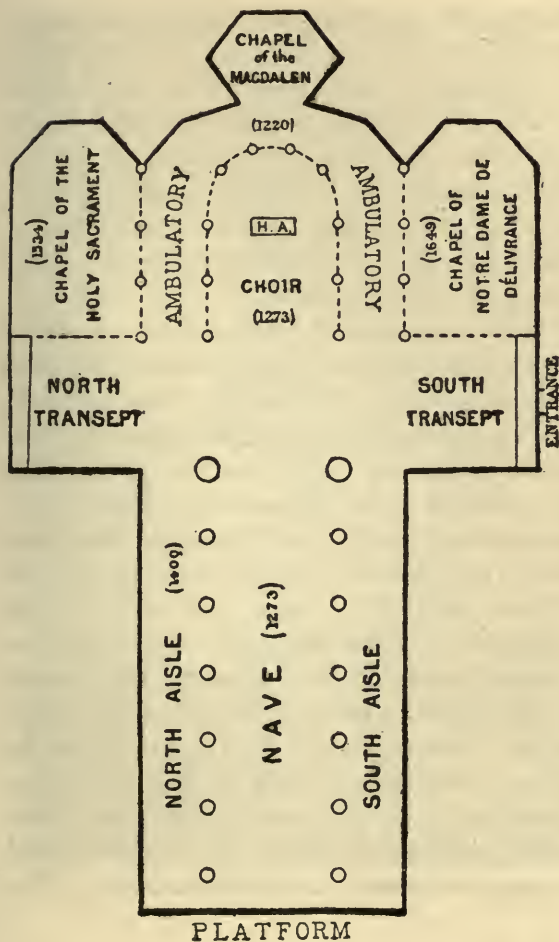 CHAPEL
of the
MAGDALEN
(1220)
(1534)
CHAPEL OF THE
HOLY SACRAMENT
AMBULATORY
H. A.
CHOIR
(1273)
AMBULATORY
(1649)
CHAPEL OF
NOTRE DAME DE
DÉLIVRANCE
NORTH
TRANSEPT
SOUTH
TRANSEPT
ENTRANCE
NORTH AISLE
NAVE (1273)
SOUTH AISLE
PLATFORM